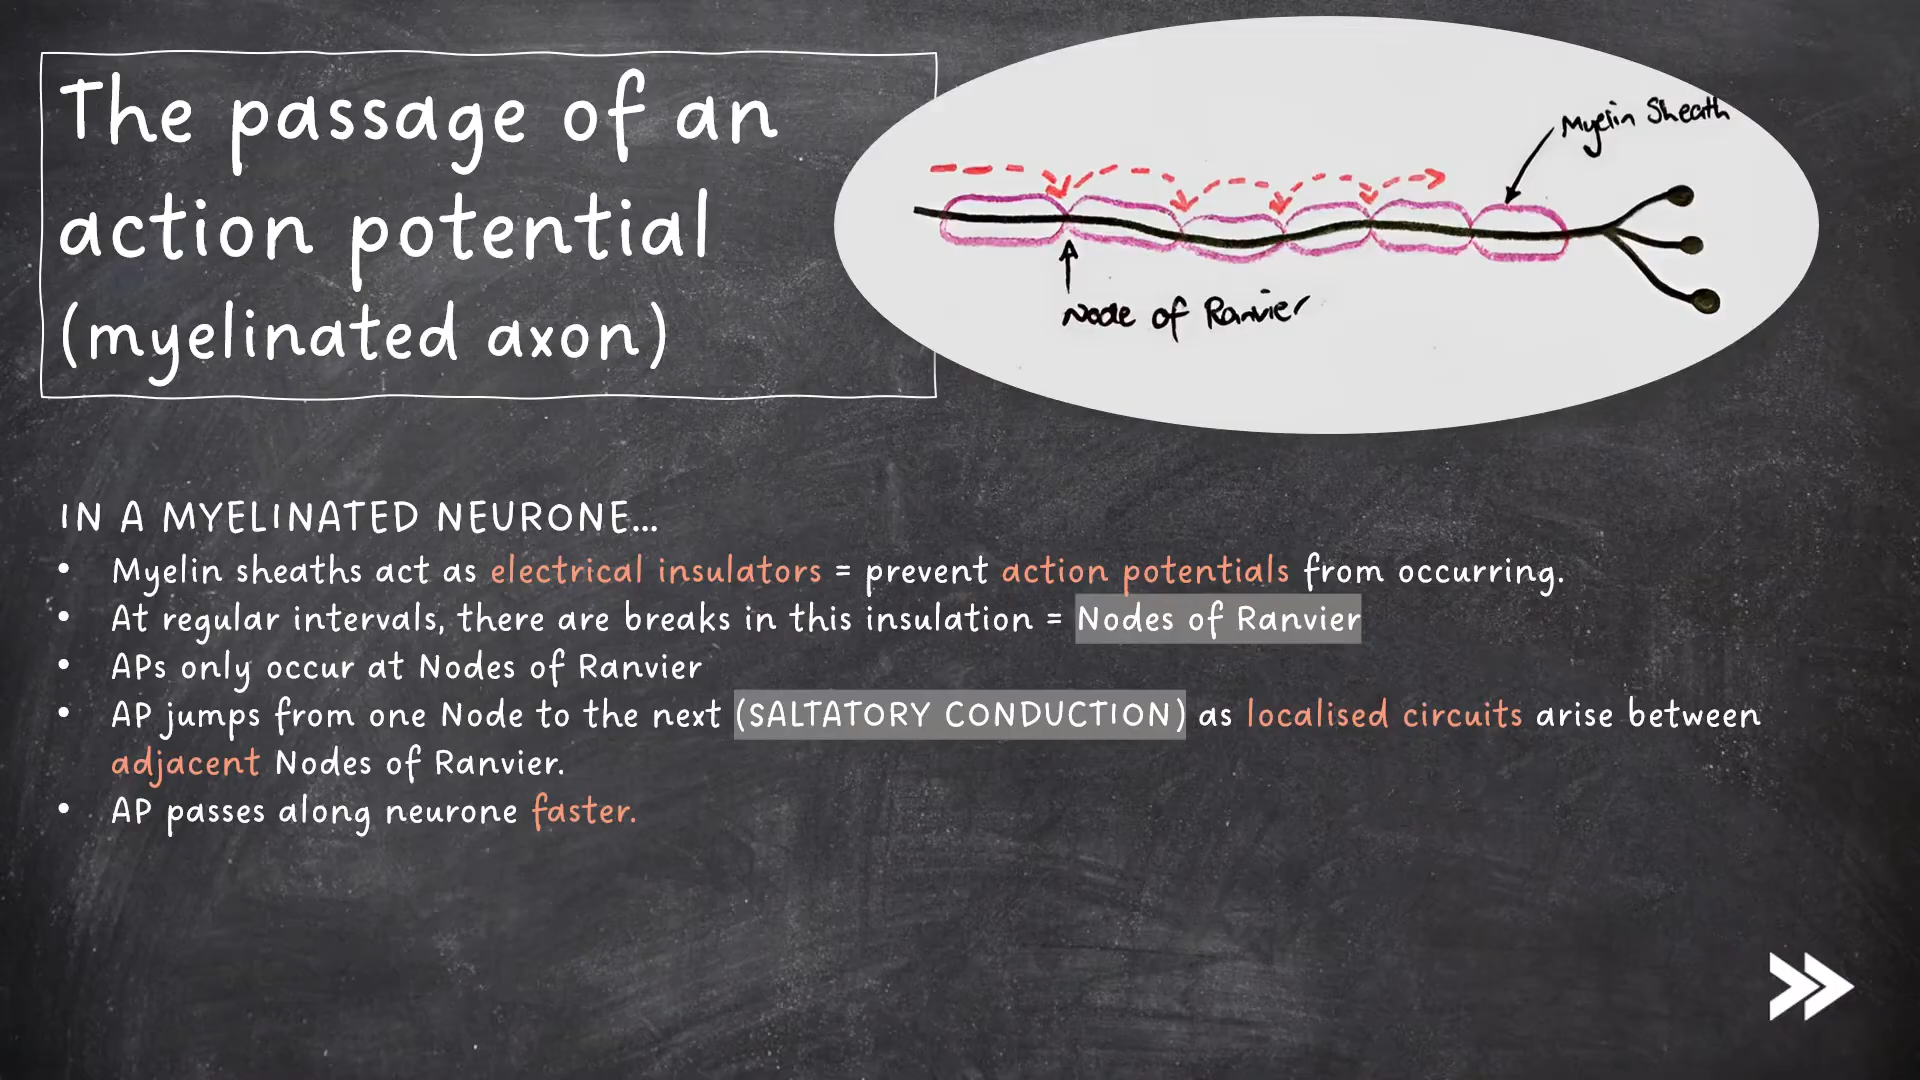 The passage of an
action potential
(myelinated axon)
Myelin Sheath
Node of Ranvier
IN A MYELINATED NEURONE...
• Myelin sheaths act as electrical insulators = prevent action potentials from occurring.
• At regular intervals, there are breaks in this insulation = Nodes of Ranvier
• APs only occur at Nodes of Ranvier
• AP jumps from one Node to the next (SALTATORY CONDUCTION) as localised circuits arise between
adjacent Nodes of Ranvier.
• AP passes along neurone faster.